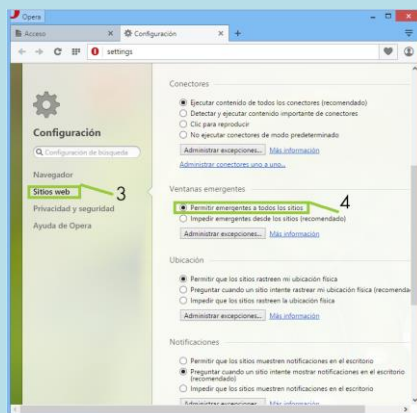 Opera
Acceso
Configuración
settings
Configuración
Configuración de búsqueda
Navegador
Sitios web
3
Privacidad y seguridad
Ayuda de Opera
Conectores
Ejecutar contenido de todos los conectores (recomendado)
Detectar y ejecutar contenido importante de conectores
Clic para reproducir
No ejecutar conectores de modo predeterminado
Administrar excepciones... Más información
Administrar conectores uno a uno...
Ventanas emergentes
4
Permitir emergentes a todos los sitios
Impedir emergentes desde los sitios (recomendado)
Administrar excepciones... Más información
Ubicación
Permitir que los sitios rastreen mi ubicación física
Preguntar cuando un sitio intente rastrear mi ubicación física (recomenda
Impedir que los sitios rastreen la ubicación física
Administrar excepciones... Más información
Notificaciones
Permitir que los sitios muestren notificaciones en el escritorio
Preguntar cuando un sitio intente mostrar notificaciones en el escritorio
(recomendado)
Impedir que los sitios muestren notificaciones en el escritorio
Administrar excepciones... Más información